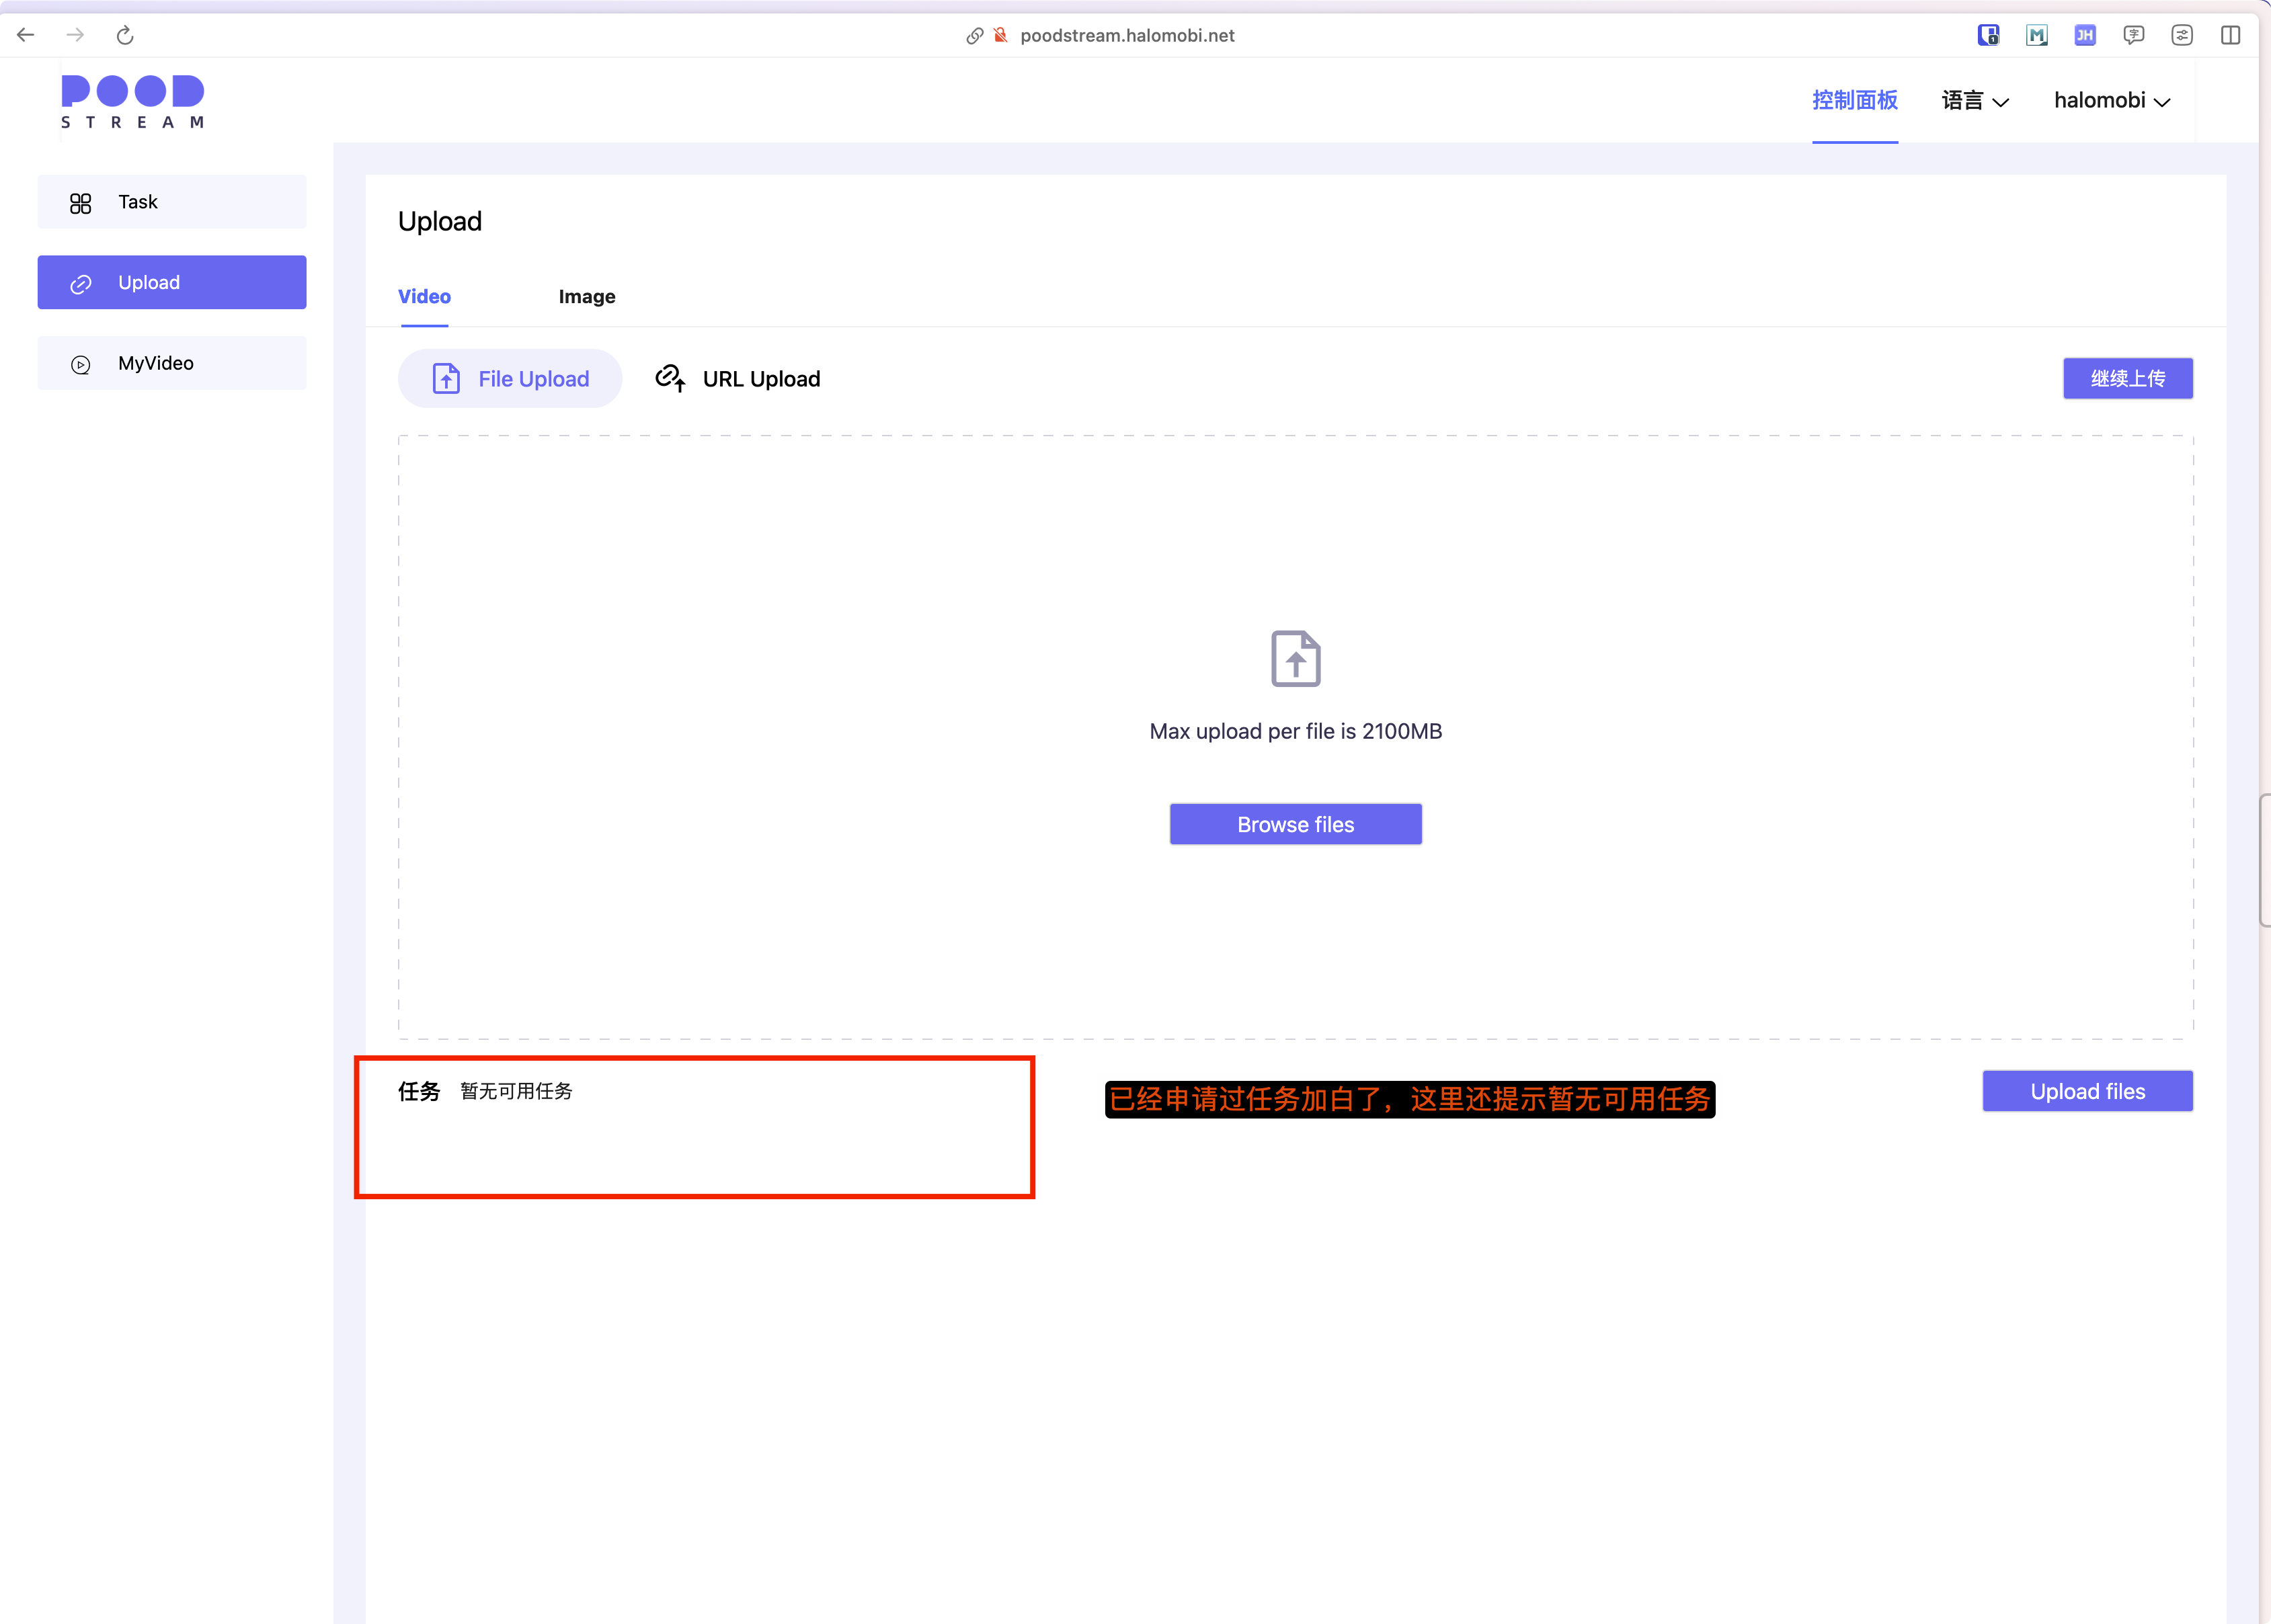 poodstream.halomobi.net
1
M
JH
字
POOD
STREAM
控制面板
语言
halomobi
Task
Upload
MyVideo
Upload
Video
Image
File Upload
URL Upload
继续上传
Max upload per file is 2100MB
Browse files
任务 暂无可用任务
已经申请过任务加白了，这里还提示暂无可用任务
Upload files